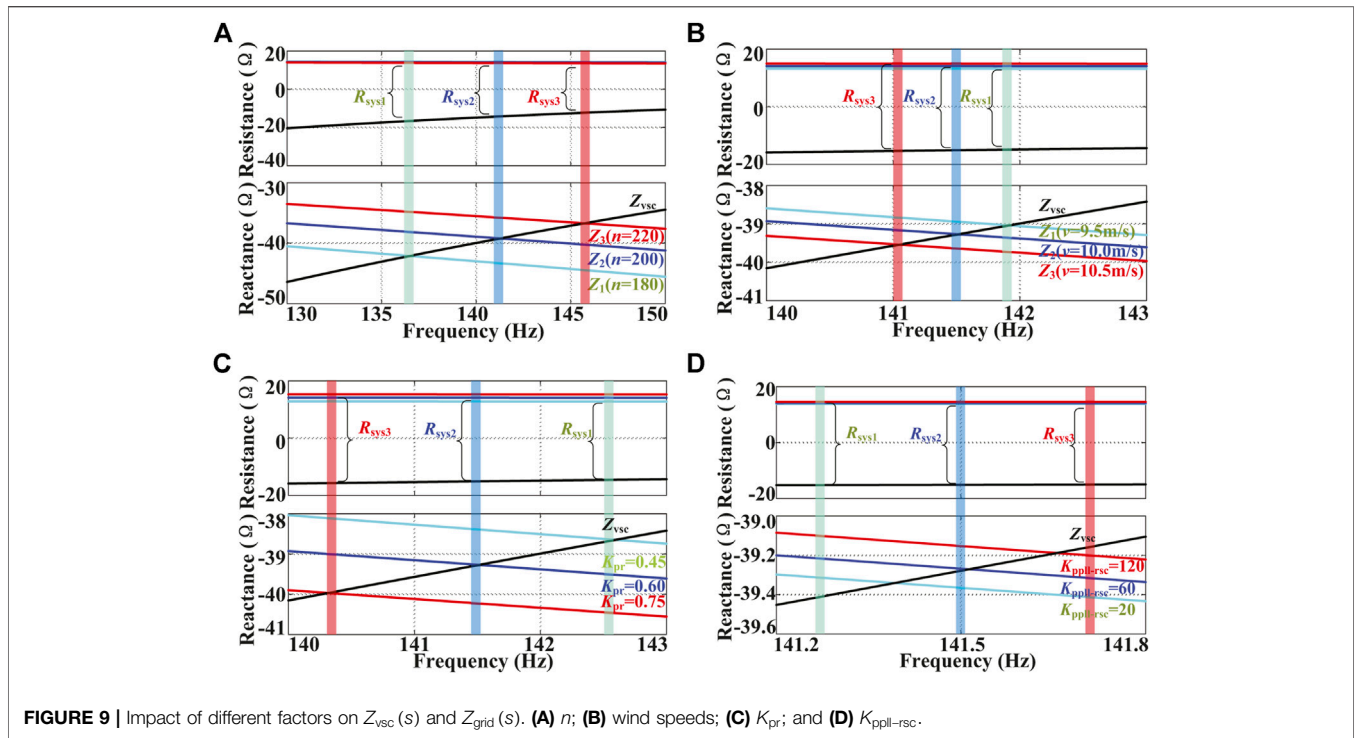 A
Resistance (Ω)
20
0
-20
-40
Rsys1
Rsys2
Rsys3
Reactance (Ω)
-30
-40
-50
Zvsc
Z3(n=220)
Z2(n=200)
Z1(n=180)
130
135
140
145
150
Frequency (Hz)
B
Resistance (Ω)
20
0
-20
Rsys3
Rsys2
Rsys1
Reactance (Ω)
-38
-39
-40
-41
Zvsc
Z1(v=9.5m/s)
Z2(v=10.0m/s)
Z3(v=10.5m/s)
140
141
142
143
Frequency (Hz)
C
Resistance (Ω)
20
0
-20
Rsys3
Rsys2
Rsys1
Reactance (Ω)
-38
-39
-40
-41
Zvsc
Kpr=0.45
Kpr=0.60
Kpr=0.75
140
141
142
143
Frequency (Hz)
D
Resistance (Ω)
20
0
-20
Rsys1
Rsys2
Rsys3
Reactance (Ω)
-39.0
-39.2
-39.4
-39.6
Zvsc
Kppll-rsc=120
Kppll-rsc=60
Kppll-rsc=20
141.2
141.5
141.8
Frequency (Hz)
FIGURE 9 | Impact of different factors on Zvsc (s) and Zgrid (s). (A) n; (B) wind speeds; (C) Kpr; and (D) Kppll–rsc.